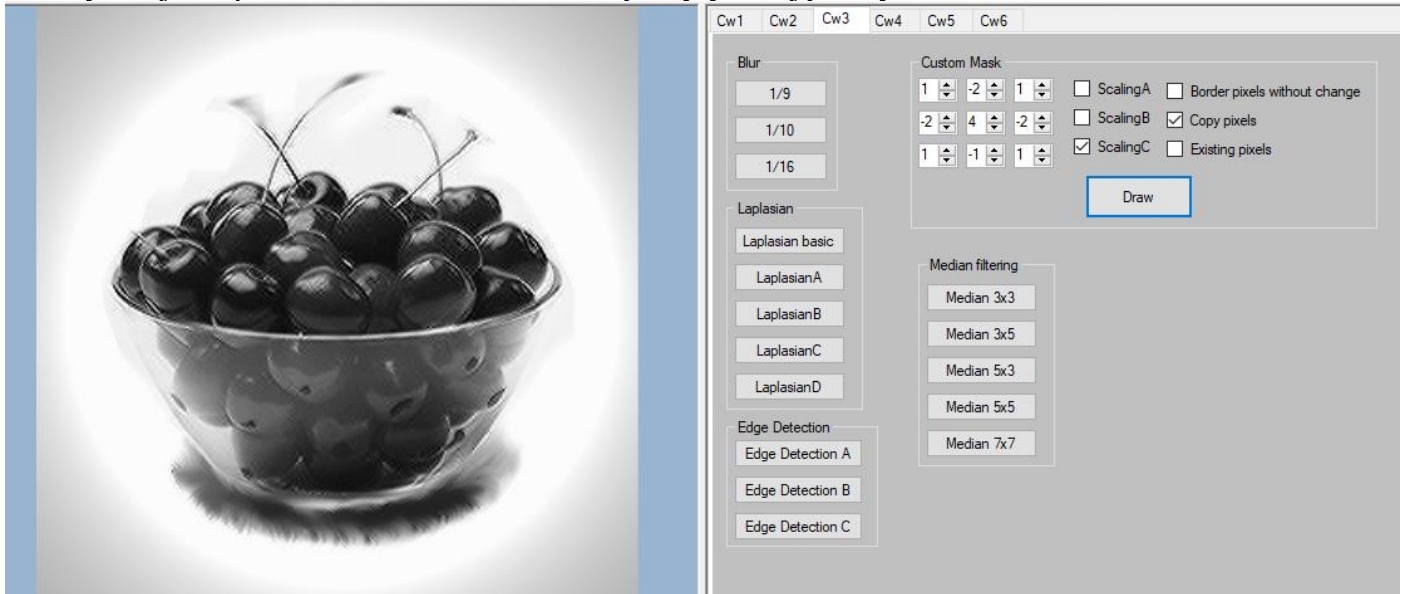 Cw1 Cw2 Cw3 Cw4 Cw5 Cw6
Blur
1/9
1/10
1/16
Laplasian
Laplasian basic
LaplasianA
LaplasianB
LaplasianC
LaplasianD
Edge Detection
Edge Detection A
Edge Detection B
Edge Detection C
Custom Mask
1 -2 1
-2 4 -2
1 -1 1
ScalingA
ScalingB
ScalingC
Border pixels without change
Copy pixels
Existing pixels
Draw
Median filtering
Median 3x3
Median 3x5
Median 5x3
Median 5x5
Median 7x7